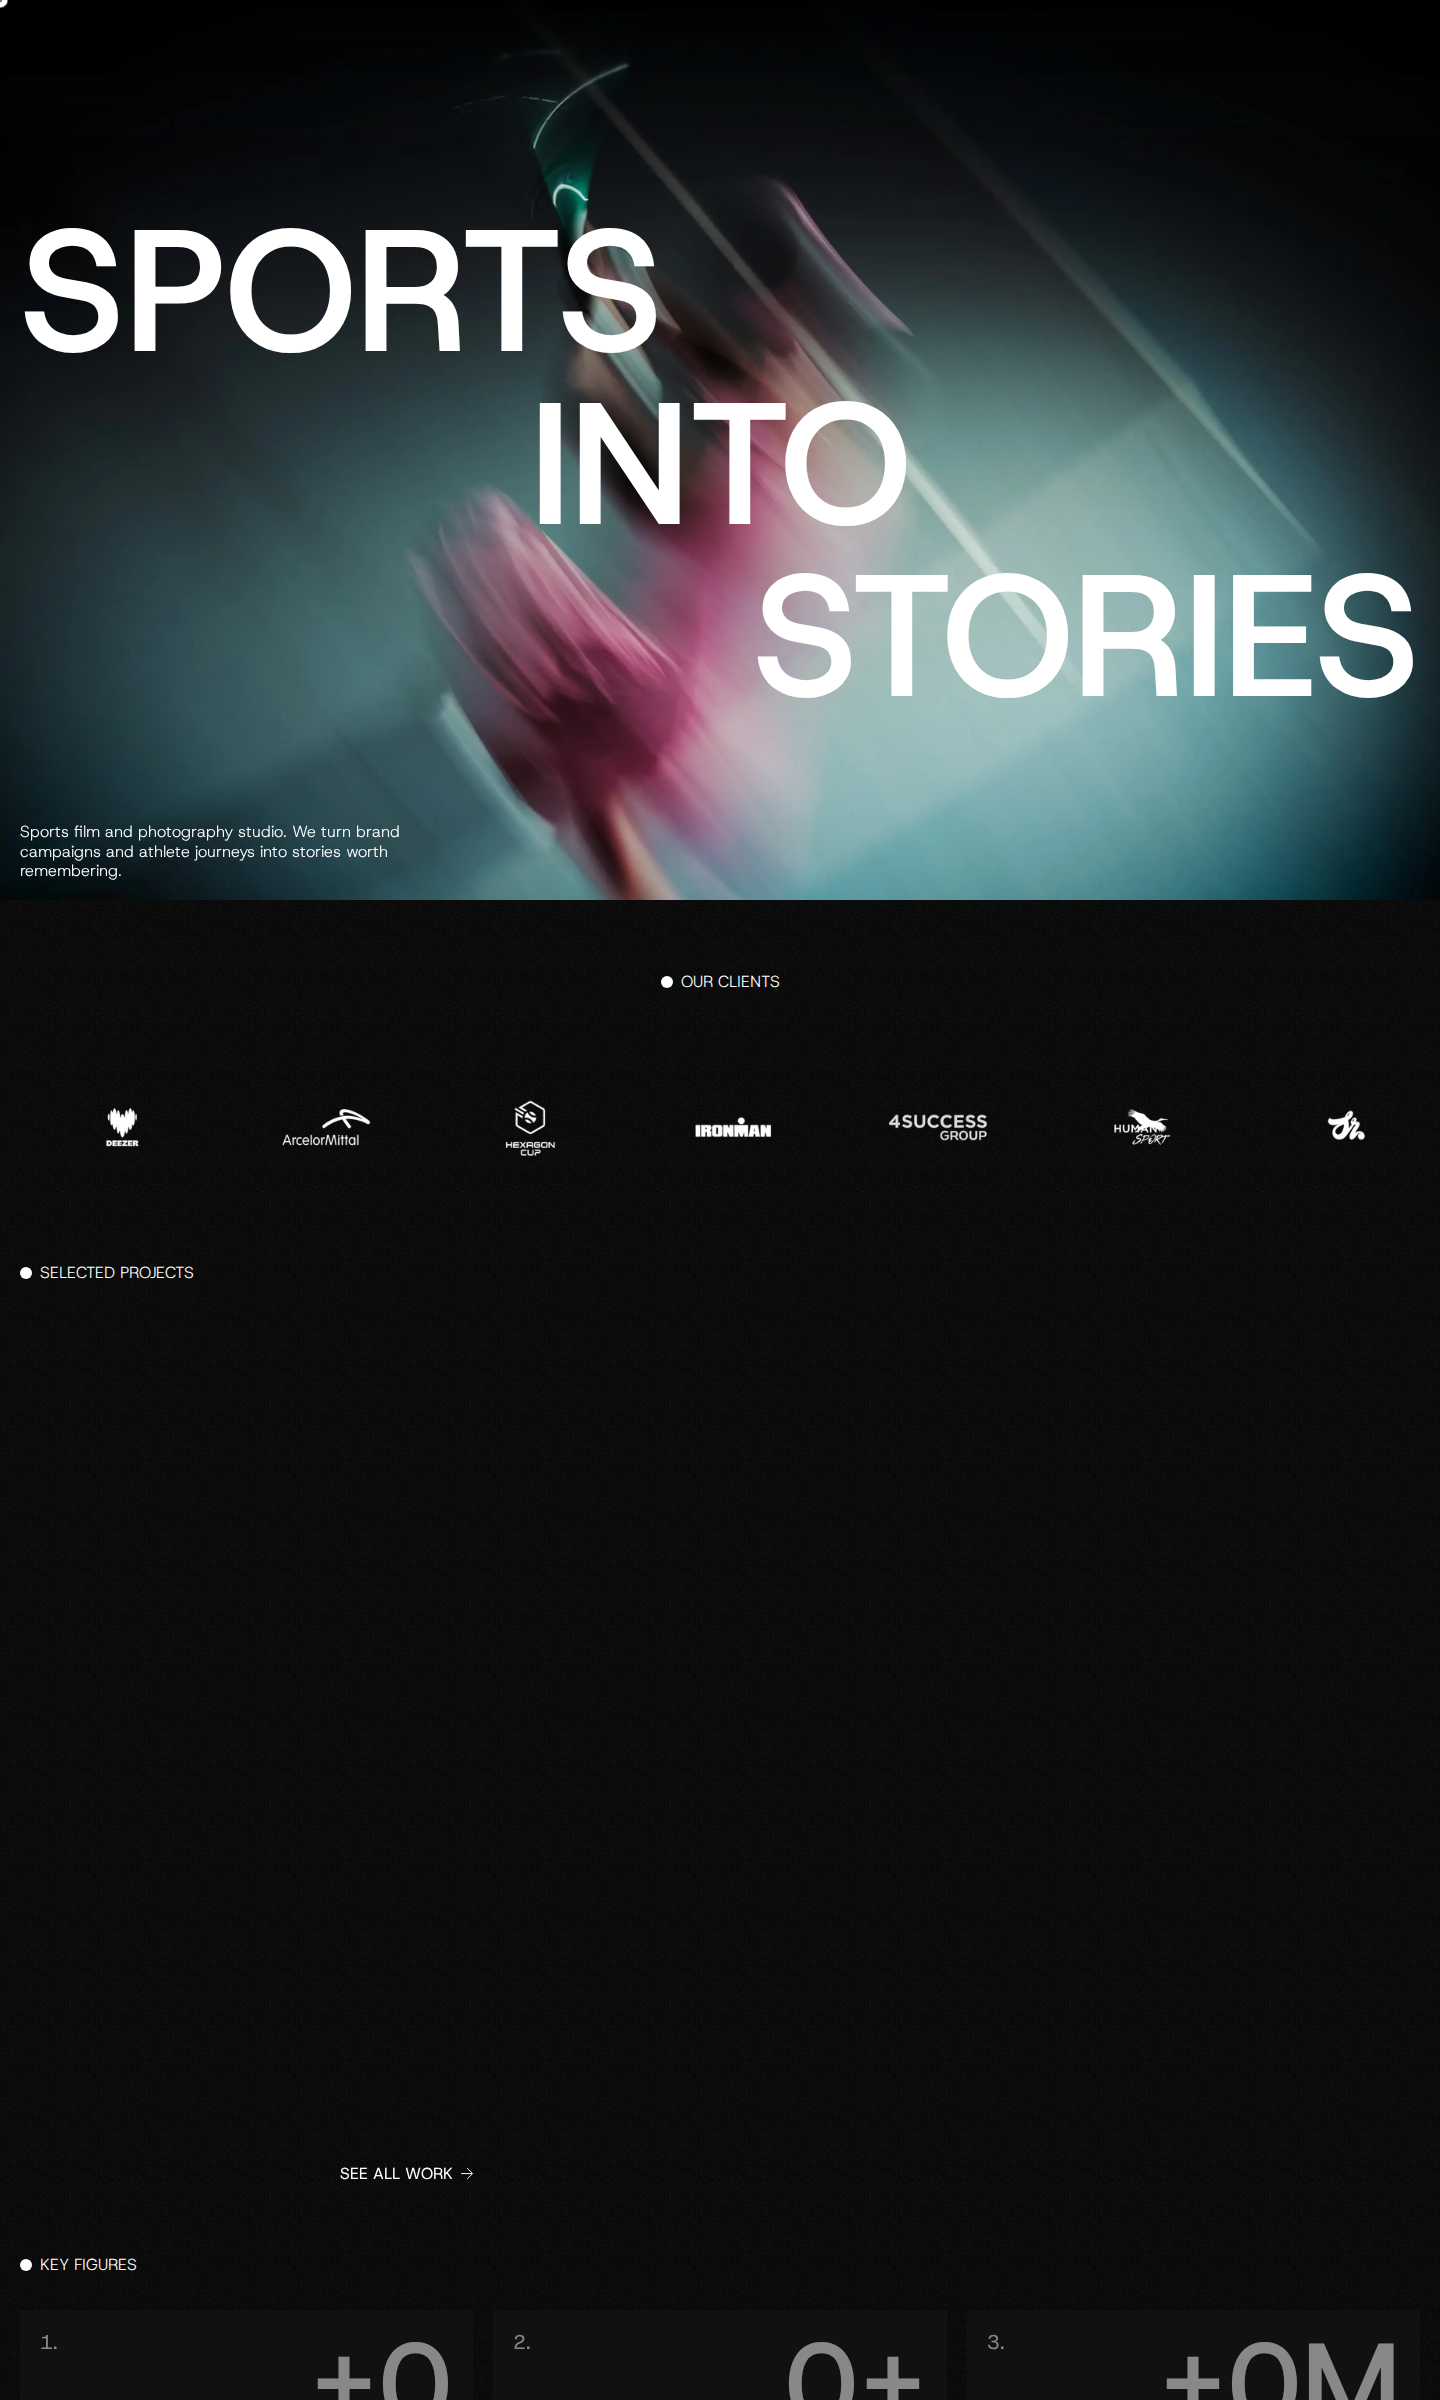 SPORTS
INTO
STORIES
Sports film and photography studio. We turn brand
campaigns and athlete journeys into stories worth
remembering.
OUR CLIENTS
DEEZER
ArcelorMittal
HEXAGON
CUP
IRONMAN
4SUCCESS
GROUP
HUMAN
SPORT
SELECTED PROJECTS
SEE ALL WORK
KEY FIGURES
1.
+0
2.
0+
3.
+0M